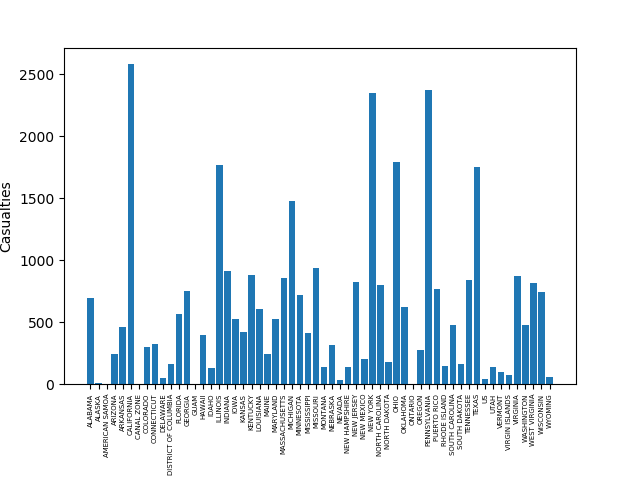 2500
2000
1500
1000
500
0
Casualties
ALABAMA
ALASKA
AMERICAN SAMOA
ARIZONA
ARKANSAS
CALIFORNIA
CANAL ZONE
COLORADO
CONNECTICUT
DELAWARE
DISTRICT OF COLUMBIA
FLORIDA
GEORGIA
GUAM
HAWAII
IDAHO
ILLINOIS
INDIANA
IOWA
KANSAS
KENTUCKY
LOUISIANA
MAINE
MARYLAND
MASSACHUSETTS
MICHIGAN
MINNESOTA
MISSISSIPPI
MISSOURI
MONTANA
NEBRASKA
NEVADA
NEW HAMPSHIRE
NEW JERSEY
NEW MEXICO
NEW YORK
NORTH CAROLINA
NORTH DAKOTA
OHIO
OKLAHOMA
ONTARIO
OREGON
PENNSYLVANIA
PUERTO RICO
RHODE ISLAND
SOUTH CAROLINA
SOUTH DAKOTA
TENNESSEE
TEXAS
US
UTAH
VERMONT
VIRGIN ISLANDS
VIRGINIA
WASHINGTON
WEST VIRGINIA
WISCONSIN
WYOMING